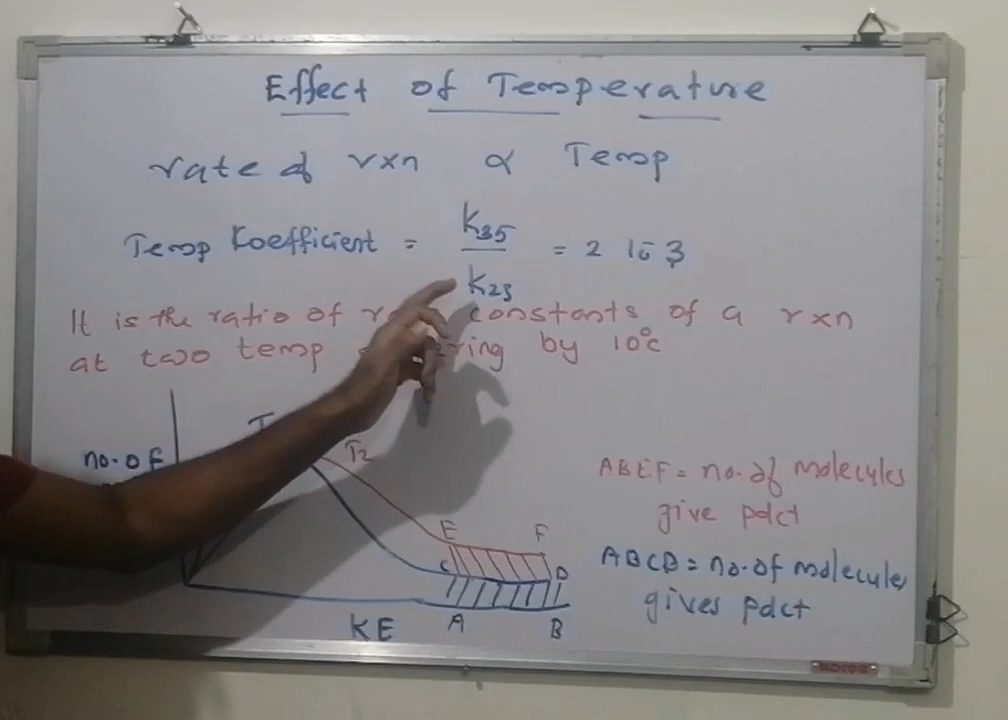 Effect of Temperature
rate of rxn α Temp
Temp Koefficient = K35 / K25 = 2 to 3
It is the ratio of constants of a rxn
at two temp by 10°C
T2
no. of
ABEF = no. of molecules
give pdct
E F
C D
ABCD = no. of molecules
gives pdct
KE A B